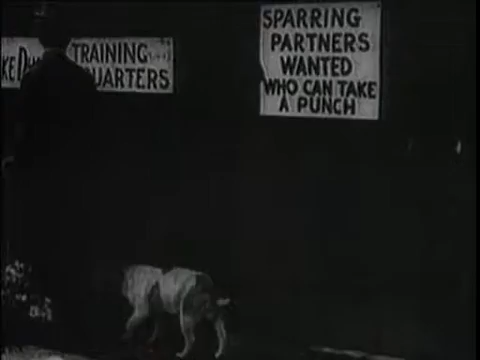 TRAINING
QUARTERS
SPARRING
PARTNERS
WANTED
WHO CAN TAKE
A PUNCH